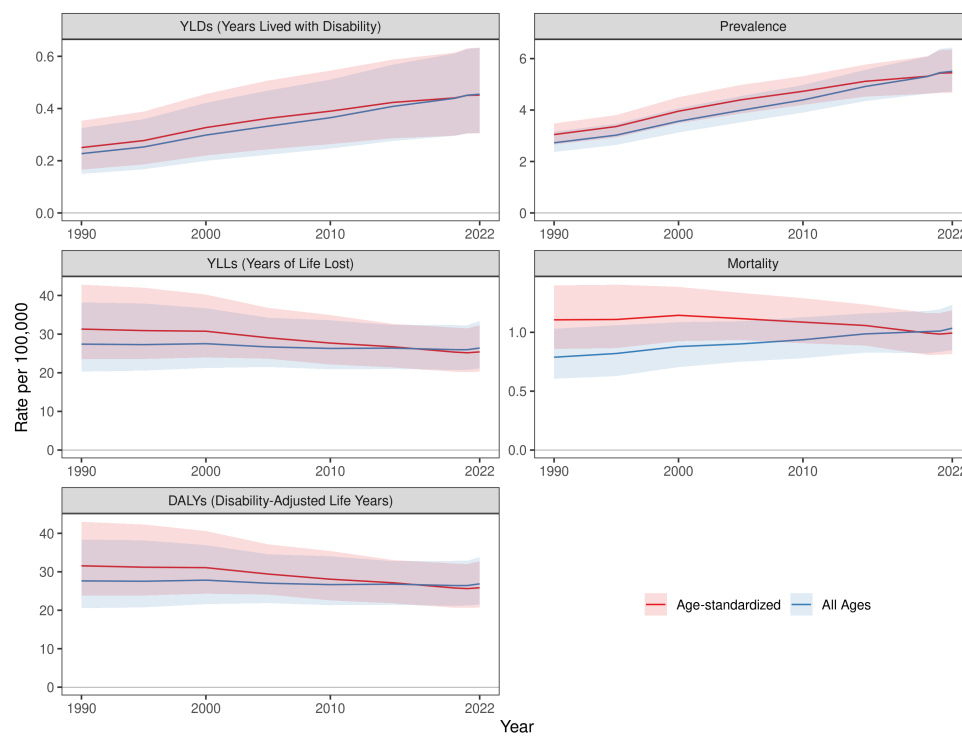 YLDs (Years Lived with Disability)
0.6
0.4
0.2
0.0
1990 2000 2010 2022
Prevalence
6
4
2
0
1990 2000 2010 2022
YLLs (Years of Life Lost)
40
30
20
10
0
1990 2000 2010 2022
Mortality
1.0
0.5
0.0
1990 2000 2010 2022
DALYs (Disability-Adjusted Life Years)
40
30
20
10
0
1990 2000 2010 2022
Rate per 100,000
Year
Age-standardized All Ages